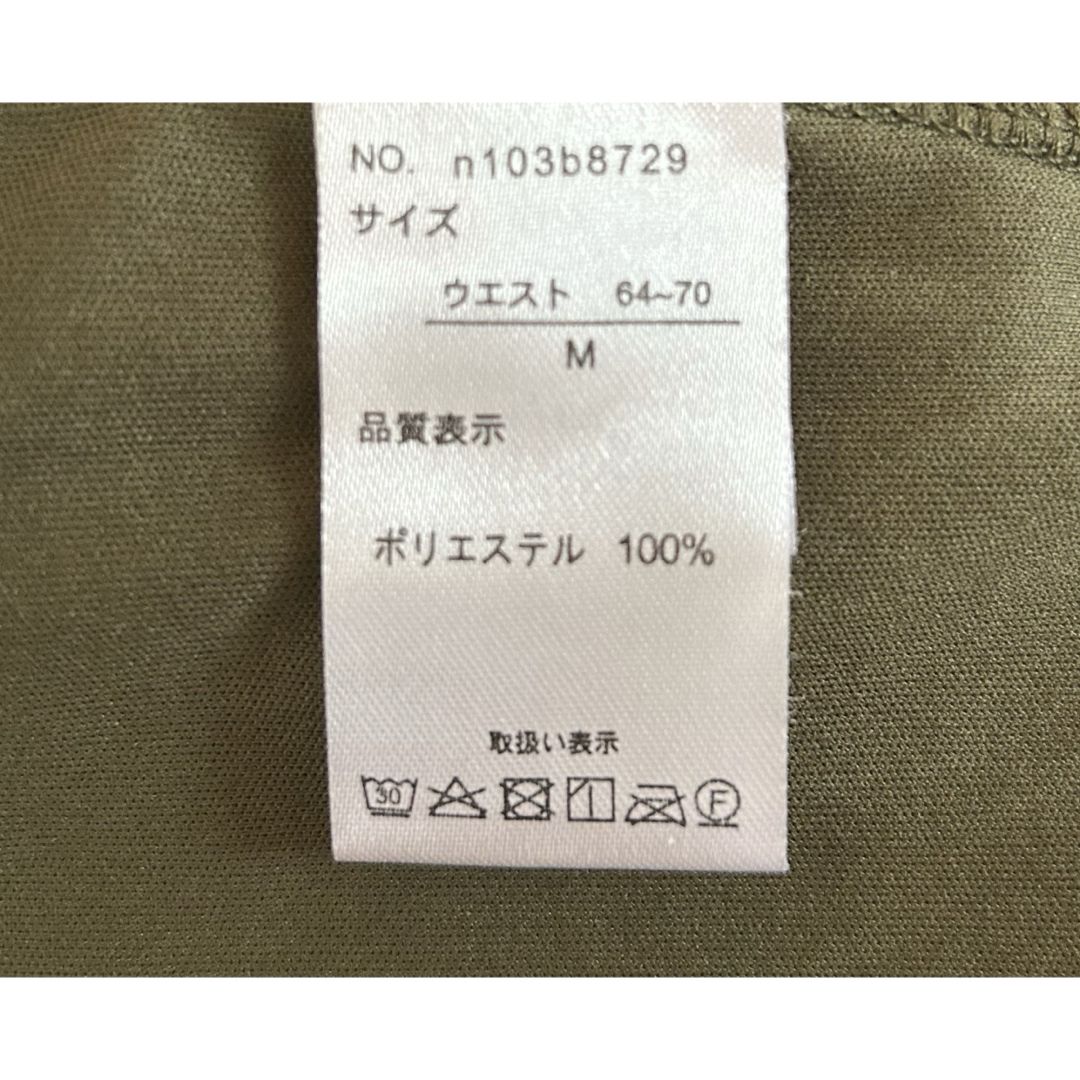 NO. n103b8729
サイズ
ウエスト 64~70
M
品質表示
ポリエステル 100%
取扱い表示
30 F